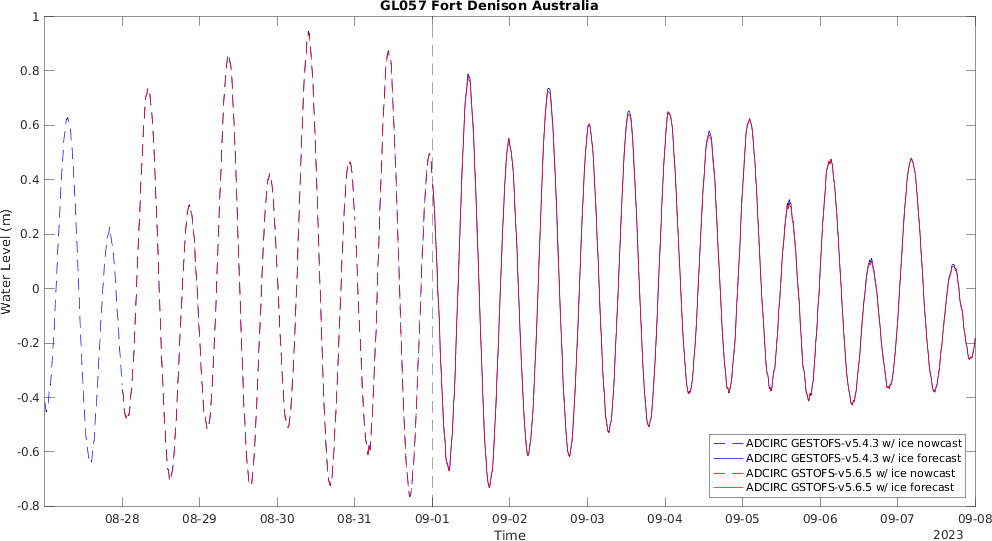 GL057 Fort Denison Australia
1
0.8
0.6
0.4
0.2
0
-0.2
-0.4
-0.6
-0.8
Water Level (m)
ADCIRC GESTOFS-v5.4.3 w/ ice nowcast
ADCIRC GESTOFS-v5.4.3 w/ ice forecast
ADCIRC GSTOFS-v5.6.5 w/ ice nowcast
ADCIRC GSTOFS-v5.6.5 w/ ice forecast
08-28 08-29 08-30 08-31 09-01 09-02 09-03 09-04 09-05 09-06 09-07 09-08
Time
2023